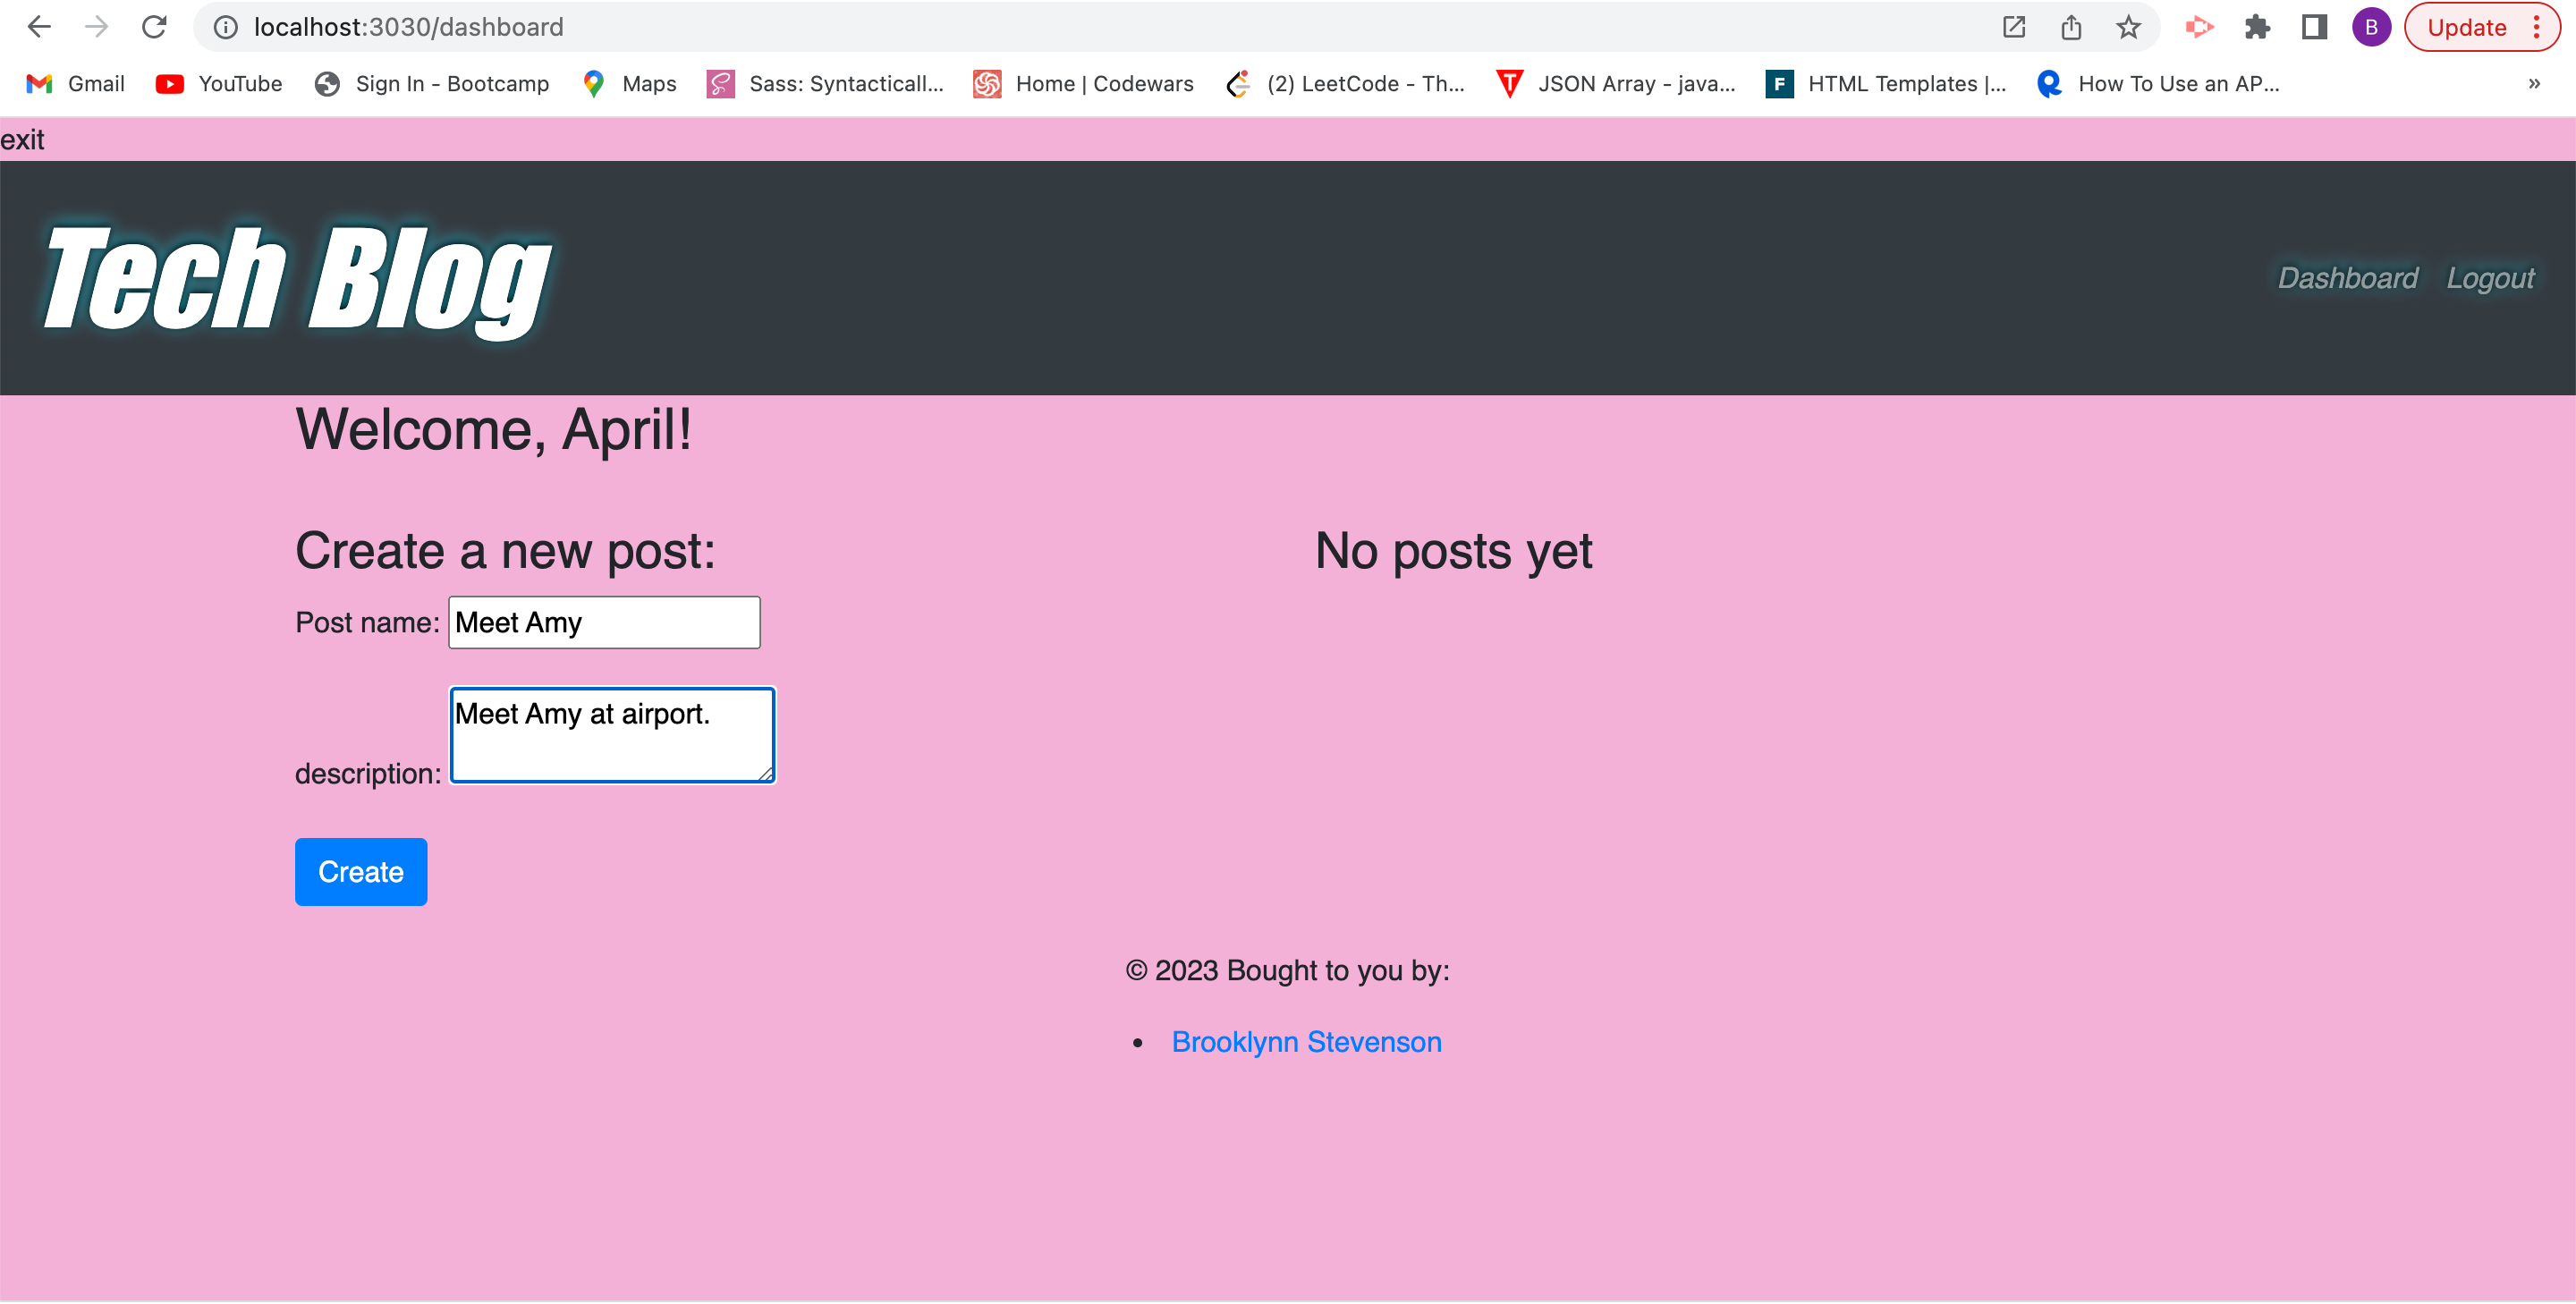 localhost:3030/dashboard
B
Update
Gmail
YouTube
Sign In - Bootcamp
Maps
Sass: Syntacticall...
Home | Codewars
(2) LeetCode - Th...
T
JSON Array - java...
F
HTML Templates |...
How To Use an AP...
»
exit
Tech Blog
Dashboard
Logout
Welcome, April!
Create a new post:
No posts yet
Post name: Meet Amy
Meet Amy at airport.
description:
Create
© 2023 Bought to you by:
• Brooklynn Stevenson